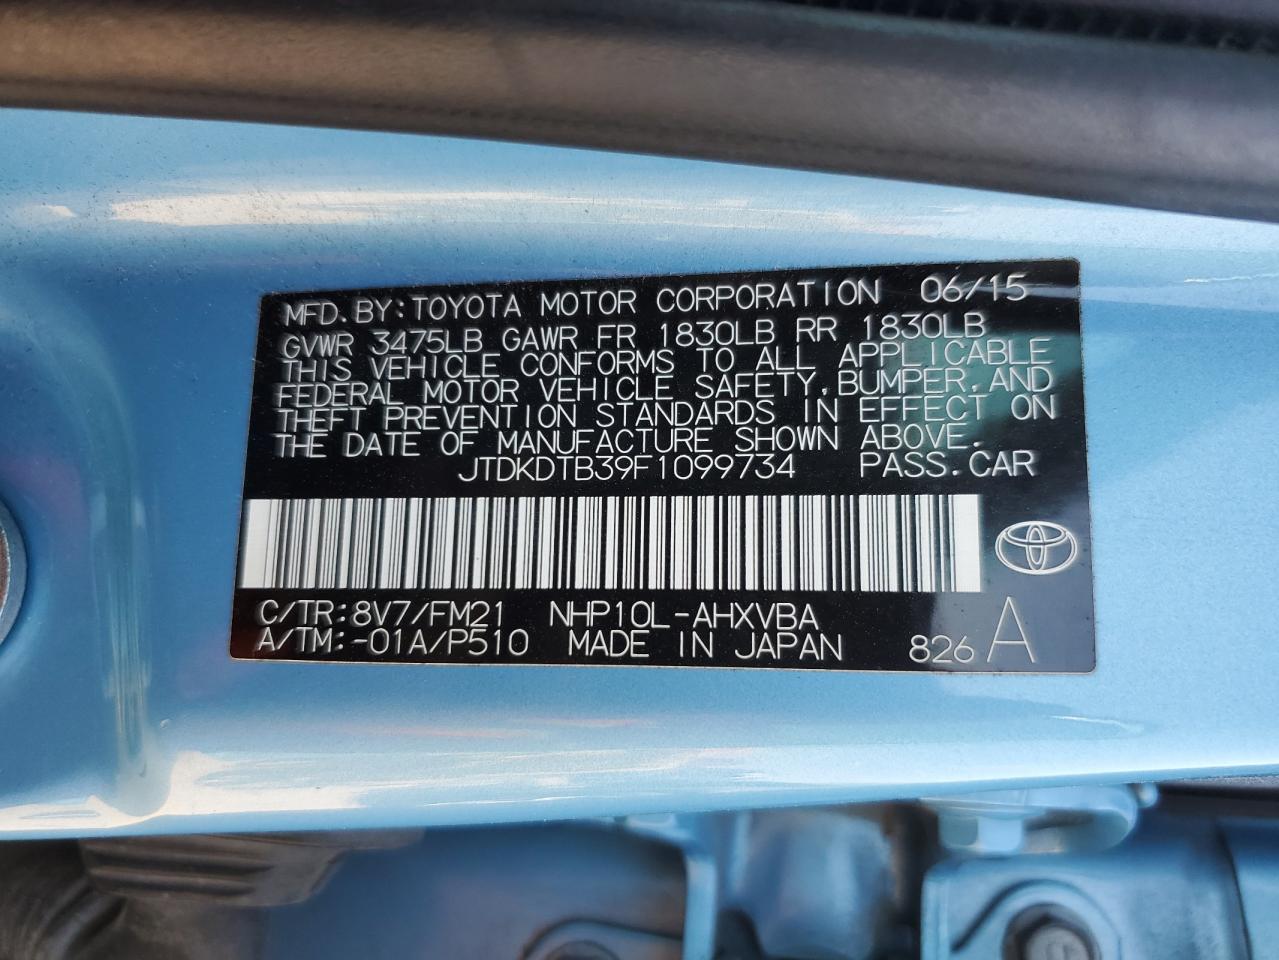 MFD.BY:TOYOTA MOTOR CORPORATION 06/15
GVWR 3475LB GAWR FR 1830LB RR 1830LB
THIS VEHICLE CONFORMS TO ALL APPLICABLE
FEDERAL MOTOR VEHICLE SAFETY,BUMPER,AND
THEFT PREVENTION STANDARDS IN EFFECT ON
THE DATE OF MANUFACTURE SHOWN ABOVE.
JTDKDTB39F1099734 PASS.CAR
C/TR:8V7/FM21 NHP10L-AHXVBA
A/TM:-01A/P510 MADE IN JAPAN 826 A